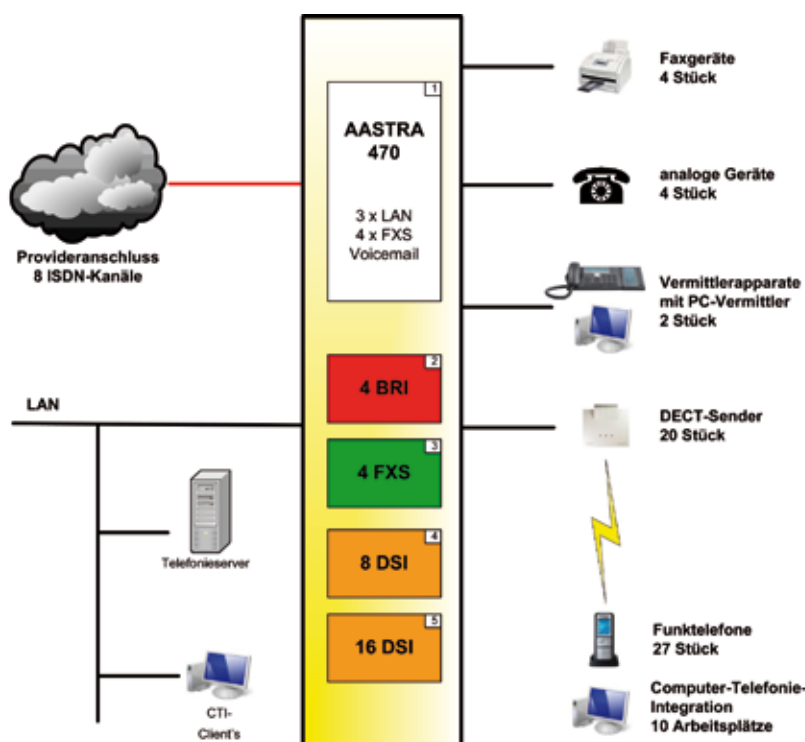 Provideranschluss
8 ISDN-Kanäle
LAN
Telefonieserver
CTI-
Client's
1
AASTRA
470
3 x LAN
4 x FXS
Voicemail
2
4 BRI
3
4 FXS
4
8 DSI
5
16 DSI
Faxgeräte
4 Stück
analoge Geräte
4 Stück
Vermittlerapparate
mit PC-Vermittler
2 Stück
DECT-Sender
20 Stück
Funktelefone
27 Stück
Computer-Telefonie-
Integration
10 Arbeitsplätze